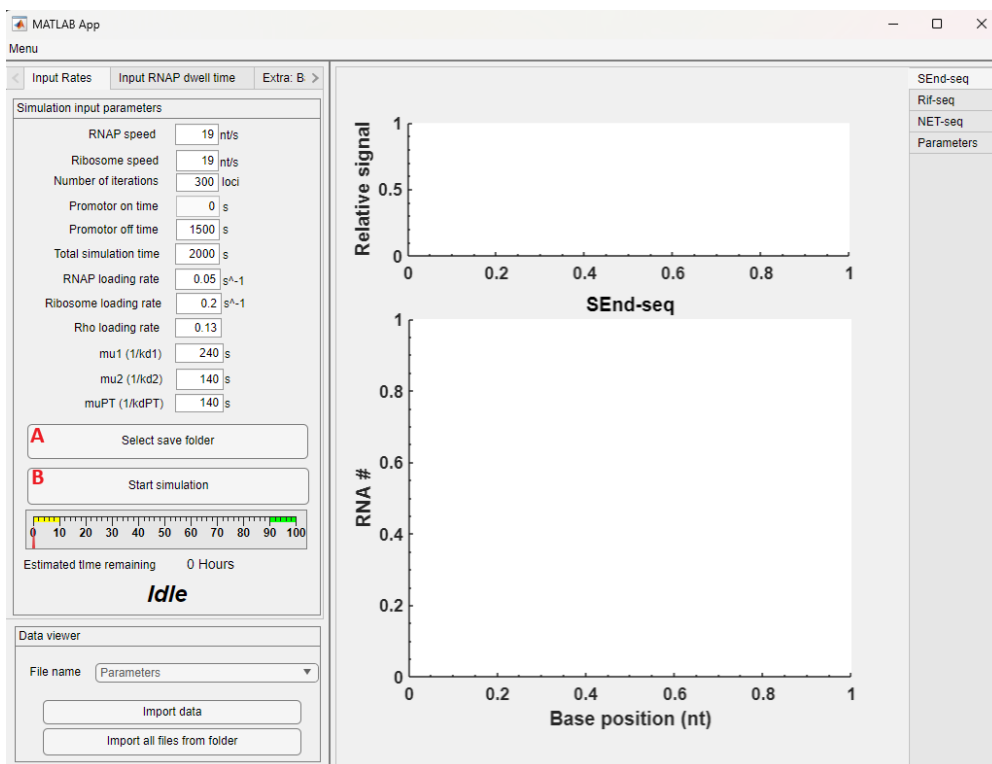 MATLAB App
Menu
Input Rates Input RNAP dwell time Extra: B
Simulation input parameters
RNAP speed 19 nt/s
Ribosome speed 19 nt/s
Number of iterations 300 loci
Promotor on time 0 s
Promotor off time 1500 s
Total simulation time 2000 s
RNAP loading rate 0.05 s^-1
Ribosome loading rate 0.2 s^-1
Rho loading rate 0.13
mu1 (1/kd1) 240 s
mu2 (1/kd2) 140 s
muPT (1/kdPT) 140 s
A Select save folder
B Start simulation
0 10 20 30 40 50 60 70 80 90 100
Estimated time remaining 0 Hours
Idle
Data viewer
File name Parameters
Import data
Import all files from folder
Relative signal
1
0.5
0
0 0.2 0.4 0.6 0.8 1
SEnd-seq
RNA #
1
0.8
0.6
0.4
0.2
0
0 0.2 0.4 0.6 0.8 1
Base position (nt)
SEnd-seq
Rif-seq
NET-seq
Parameters